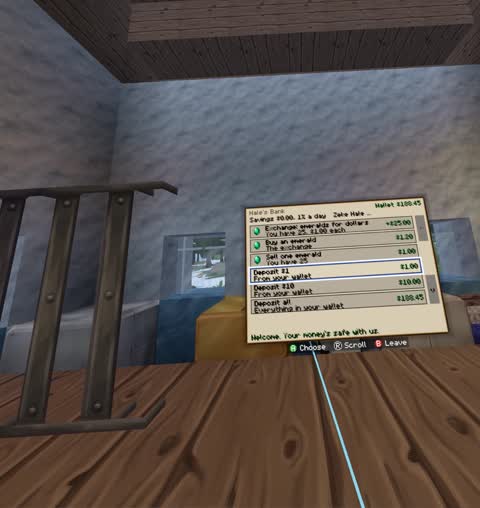 Hale's Bank
Wallet $188.45
Savings $0.00. 1% a day Zeke Hale
Exchange: emeralds for dollars
+$25.00
You have 25. $1.00 each
Buy an emerald
$1.20
The exchange
Sell one emerald
$1.00
You have 25
Deposit $1
$1.00
From your wallet
Deposit $10
$10.00
From your wallet
Deposit all
$188.45
Everything in your wallet
Welcome. Your money's safe with us.
A Choose R Scroll B Leave